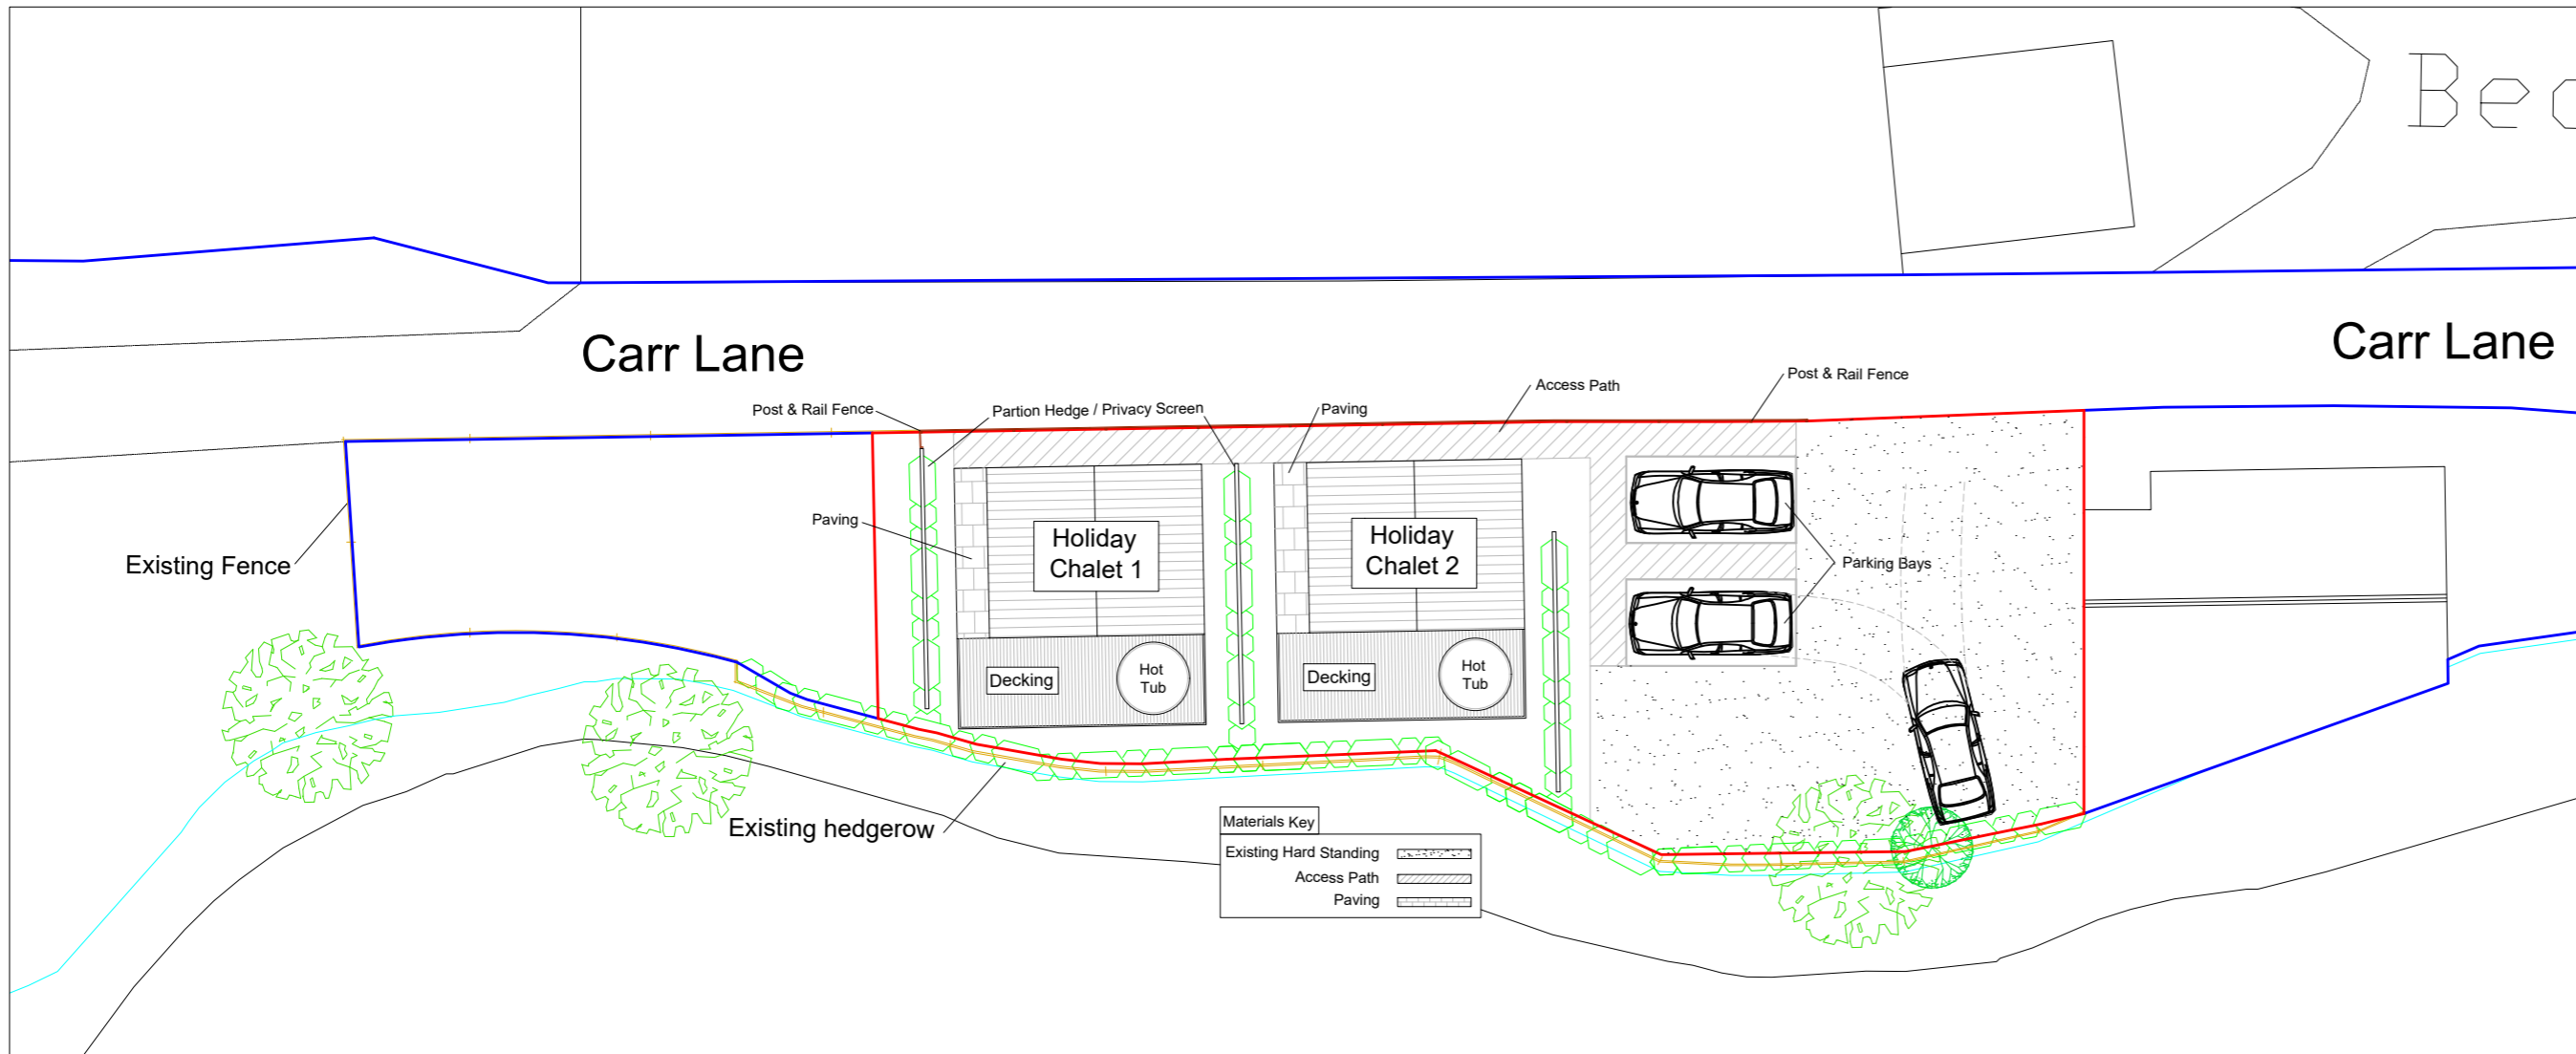 Bec
Carr Lane
Carr Lane
Post & Rail Fence
Partion Hedge / Privacy Screen
Paving
Access Path
Post & Rail Fence
Paving
Existing Fence
Holiday
Chalet 1
Holiday
Chalet 2
Parking Bays
Decking
Hot
Tub
Decking
Hot
Tub
Existing hedgerow
Materials Key
Existing Hard Standing
Access Path
Paving